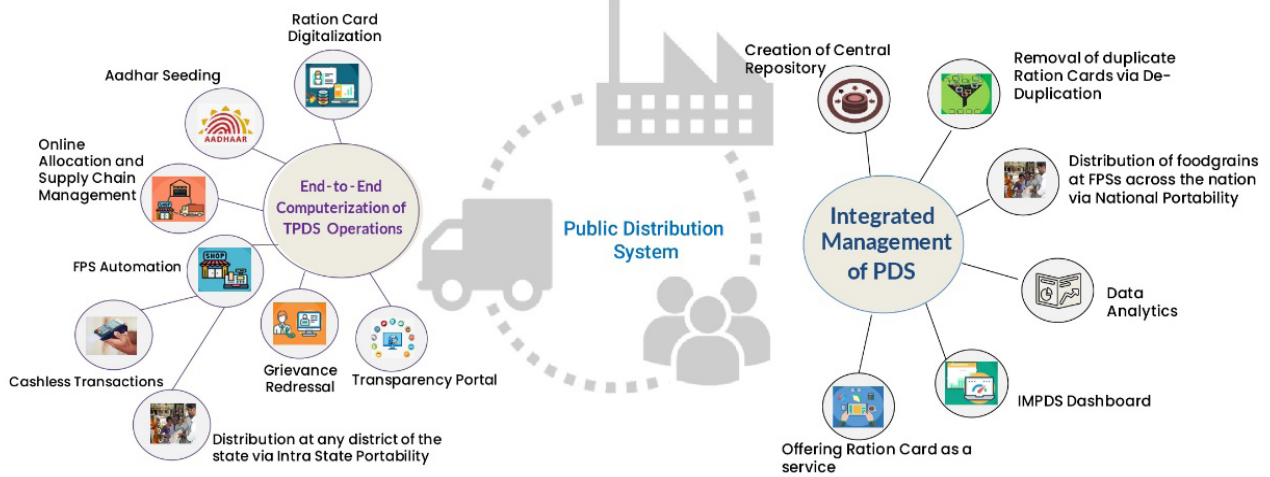 Ration Card
Digitalization
Aadhar Seeding
AADHAAR
Online
Allocation and
Supply Chain
Management
End-to-End
Computerization of
TPDS Operations
SHOP
FPS Automation
Cashless Transactions
Grievance
Redressal
Transparency Portal
Distribution at any district of the
state via Intra State Portability
Public Distribution
System
Creation of Central
Repository
Removal of duplicate
Ration Cards via De-
Duplication
Distribution of foodgrains
at FPSs across the nation
via National Portability
Integrated
Management
of PDS
Data
Analytics
IMPDS Dashboard
Offering Ration Card as a
service